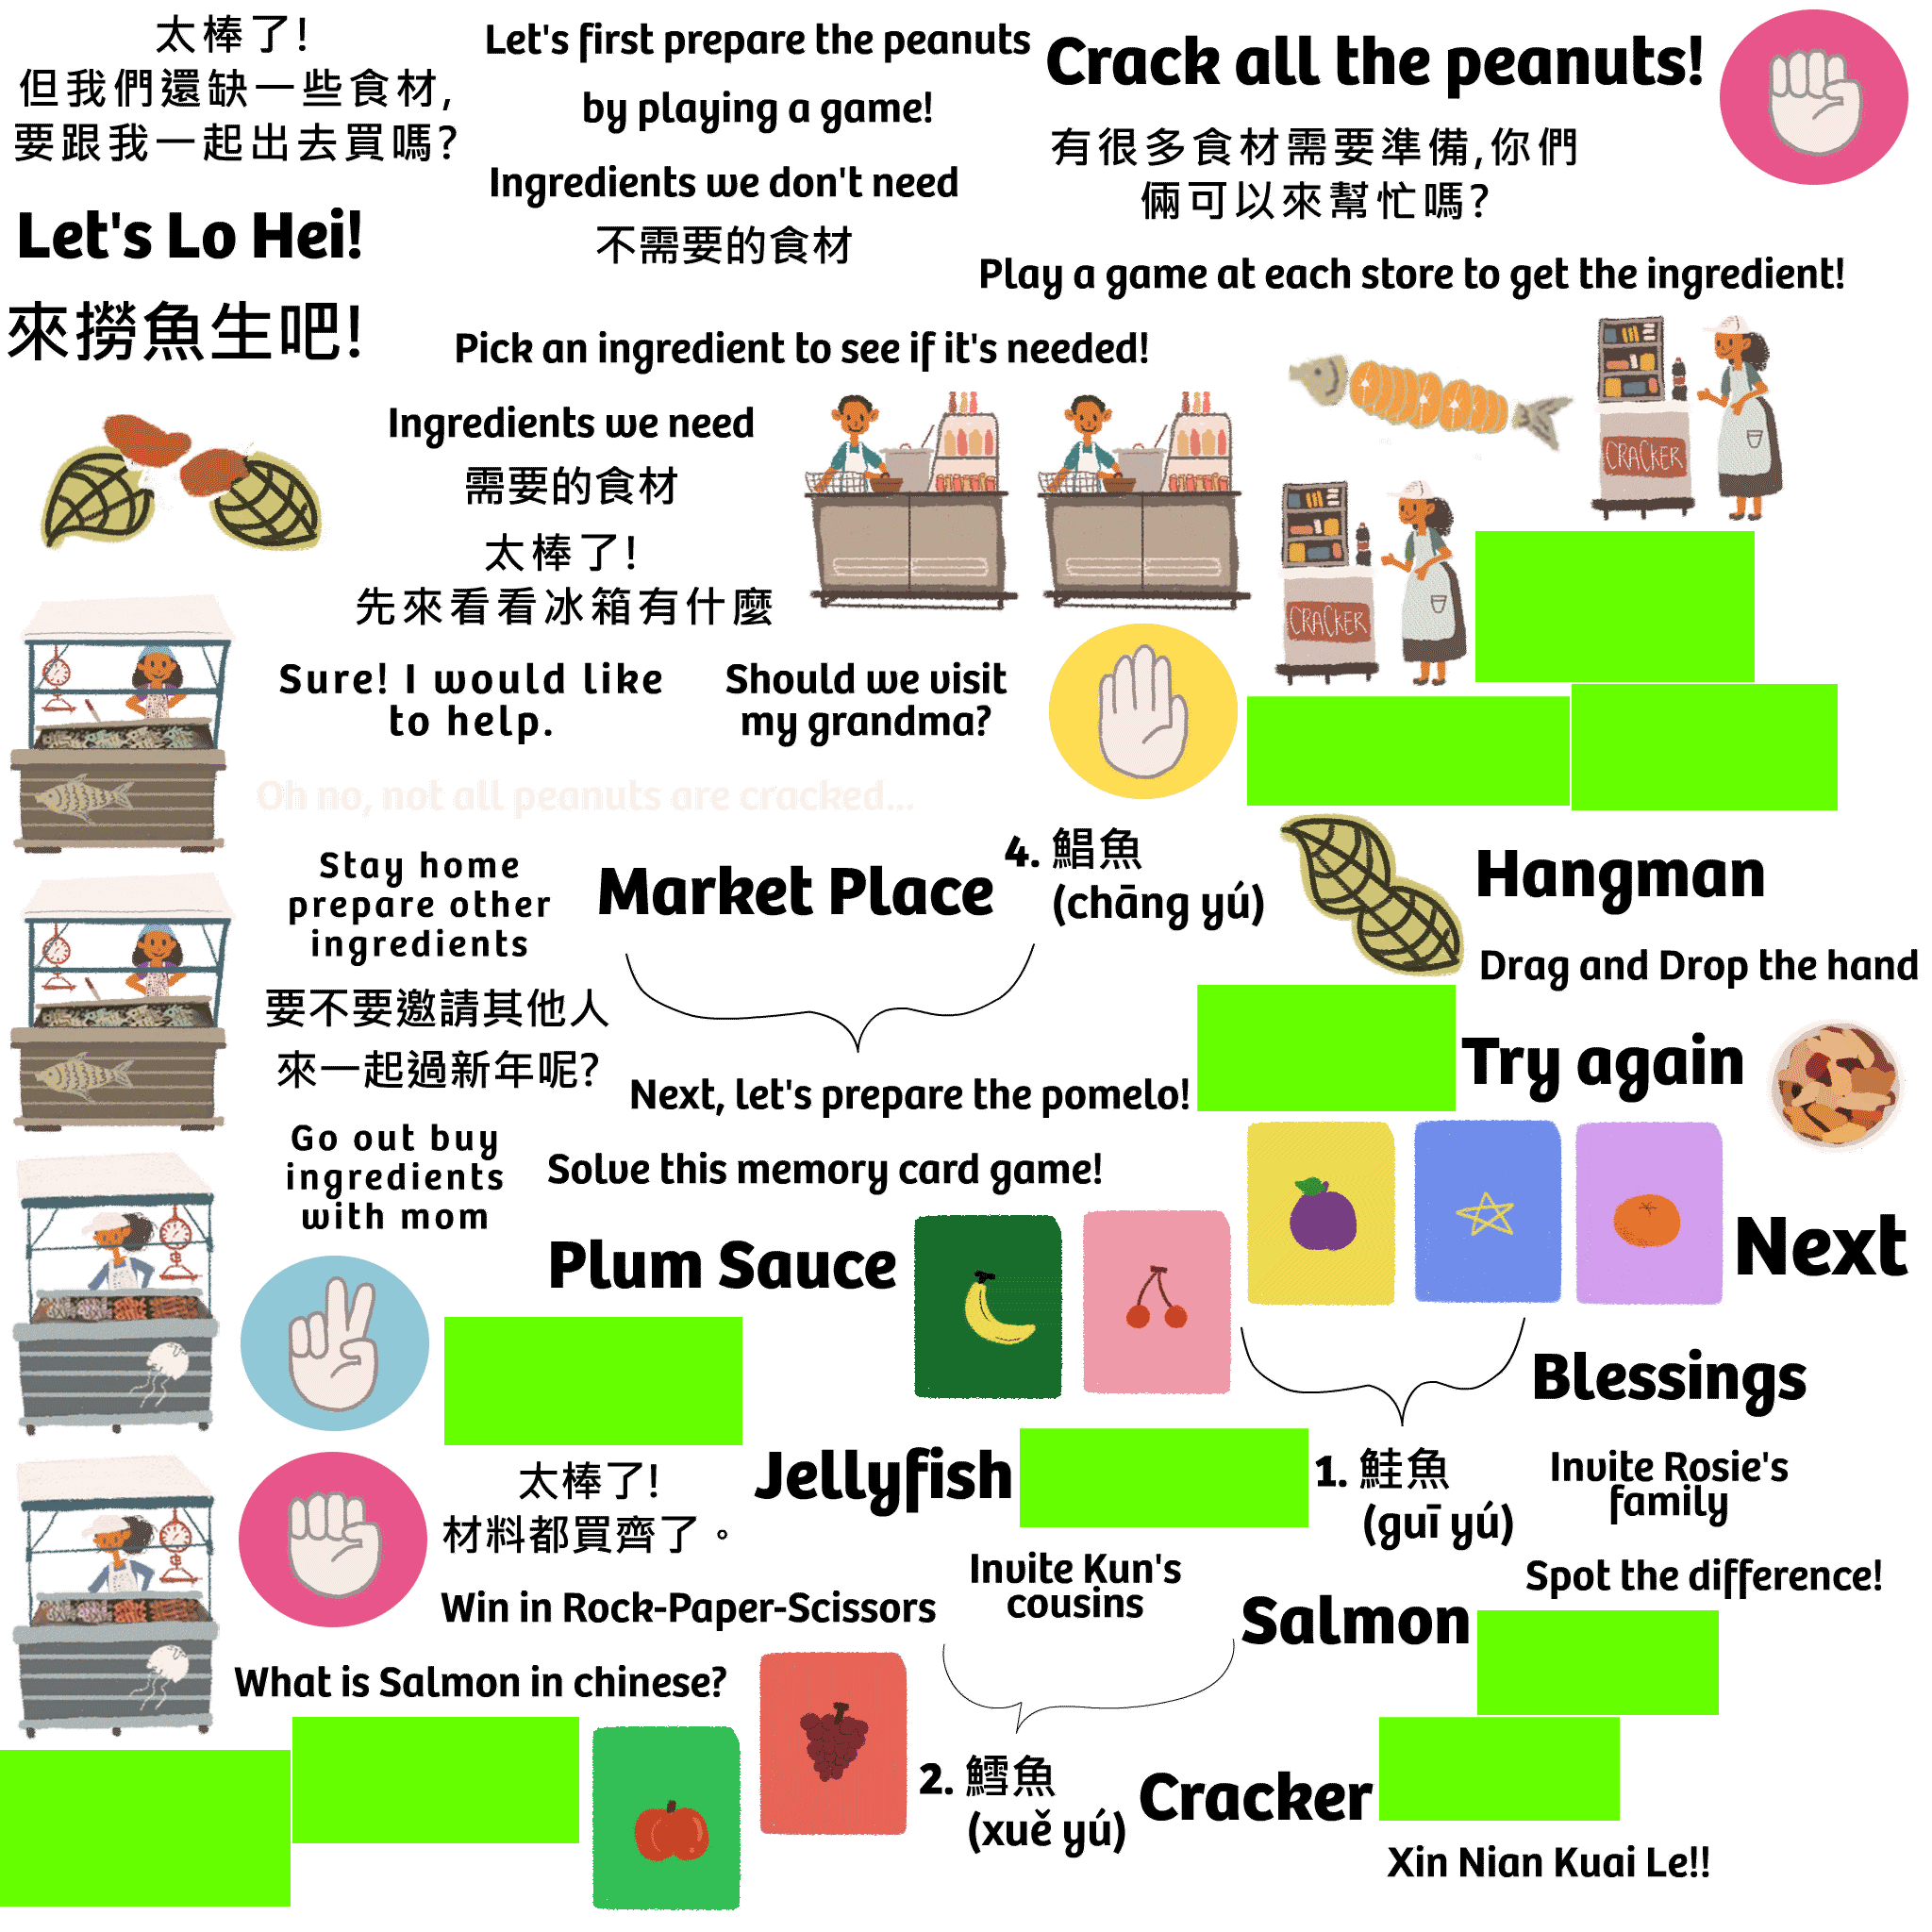 太棒了!
但我們還缺一些食材,
要跟我一起出去買嗎?
Let's first prepare the peanuts
by playing a game!
Crack all the peanuts!
有很多食材需要準備,你們
倆可以來幫忙嗎?
Ingredients we don't need
不需要的食材
Let's Lo Hei!
來撈魚生吧!
Play a game at each store to get the ingredient!
Pick an ingredient to see if it's needed!
Ingredients we need
需要的食材
太棒了!
先來看看冰箱有什麼
CRACKER
CRACKER
Sure! I would like
to help.
Should we visit
my grandma?
Oh no, not all peanuts are cracked...
Stay home
prepare other
ingredients
Market Place
4. 鯧魚
(chāng yú)
Hangman
Drag and Drop the hand
要不要邀請其他人
來一起過新年呢?
Next, let's prepare the pomelo!
Try again
Go out buy
ingredients
with mom
Solve this memory card game!
Plum Sauce
Next
Blessings
太棒了!
材料都買齊了。
Jellyfish
1. 鮭魚
(guī yú)
Invite Rosie's
family
Win in Rock-Paper-Scissors
Invite Kun's
cousins
Spot the difference!
Salmon
What is Salmon in chinese?
2. 鱈魚
(xuě yú)
Cracker
Xin Nian Kuai Le!!